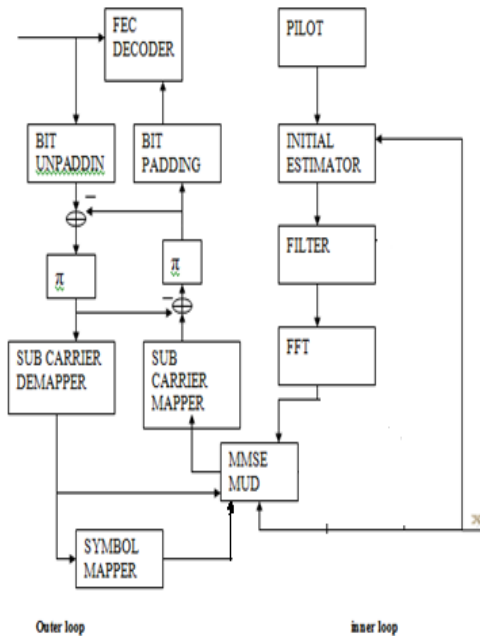 FEC
DECODER
PILOT
BIT
UNPADDIN
BIT
PADDING
INITIAL
ESTIMATOR
−
π
π
−
FILTER
SUB CARRIER
DEMAPPER
SUB
CARRIER
MAPPER
FFT
MMSE
MUD
SYMBOL
MAPPER
Outer loop
inner loop